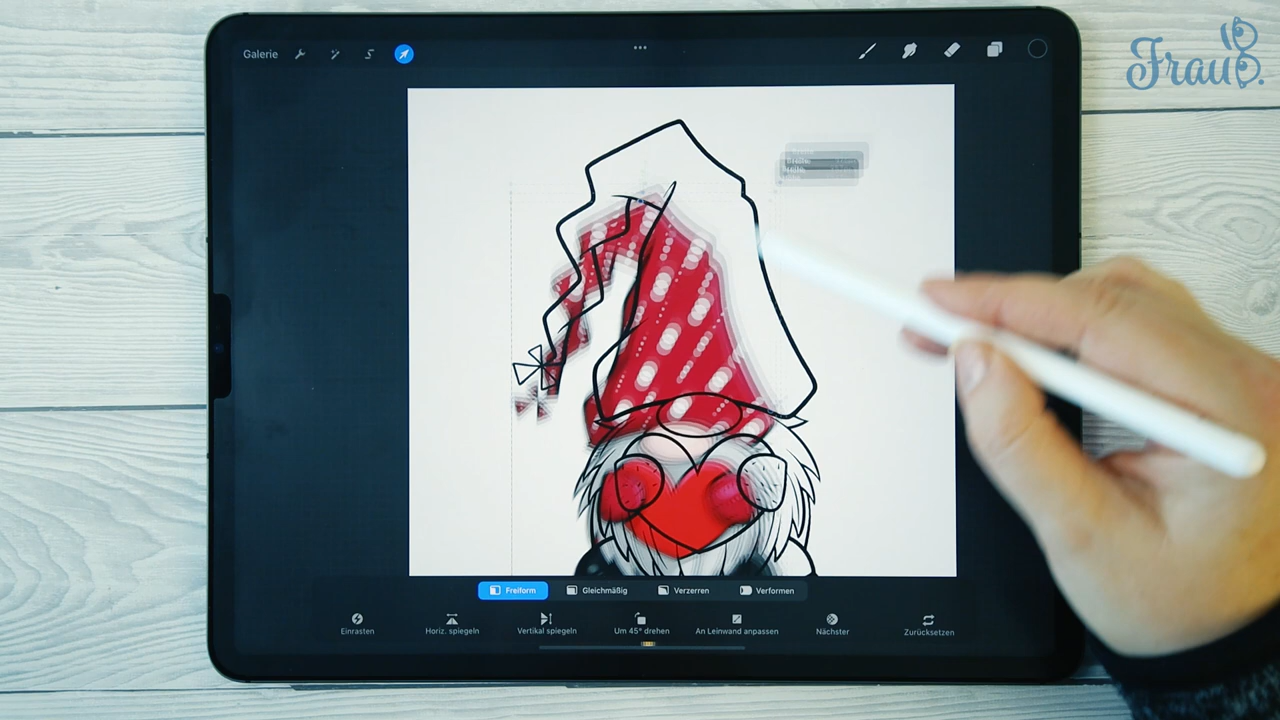 Galerie
Frau B.
Freiform
Gleichmäßig
Verzerren
Verformen
Einrasten
Horiz. spiegeln
Vertikal spiegeln
Um 45° drehen
An Leinwand anpassen
Nächster
Zurücksetzen